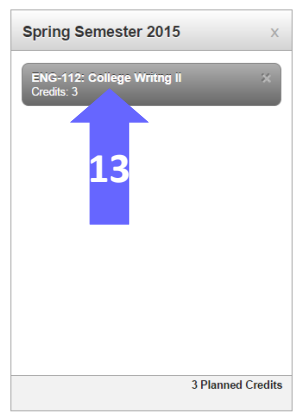 Spring Semester 2015 x
ENG-112: College Writng II x
Credits: 3
13
3 Planned Credits